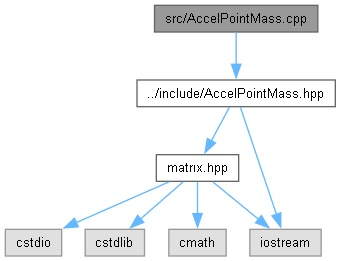 src/AccelPointMass.cpp
../include/AccelPointMass.hpp
matrix.hpp
cstdio
cstdlib
cmath
iostream